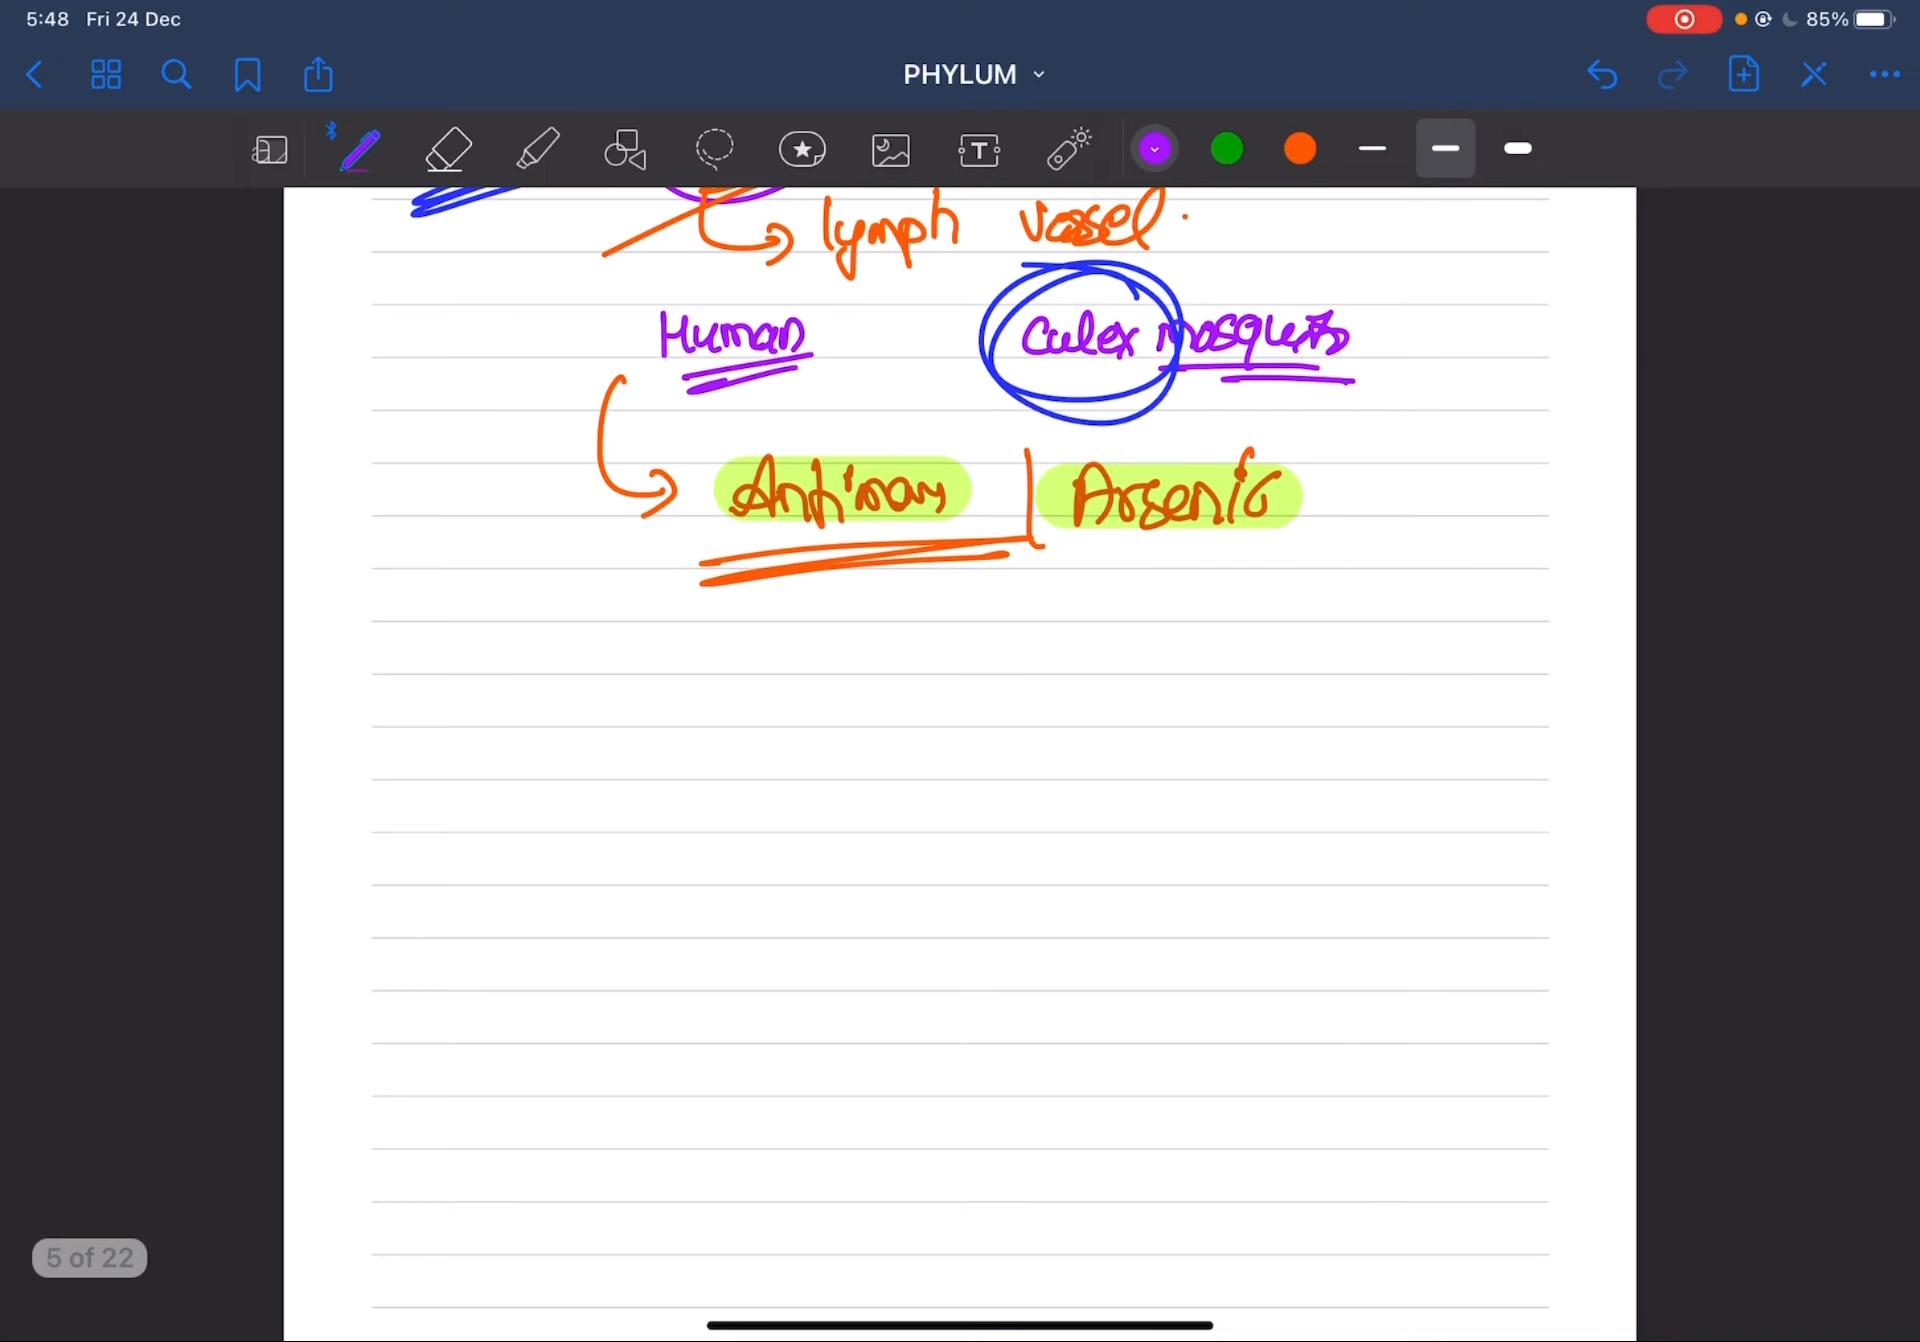 5:48 Fri 24 Dec 85%
PHYLUM
T
lymph vessel.
Human Culex mosquito
Antimony | Arsenic
5 of 22